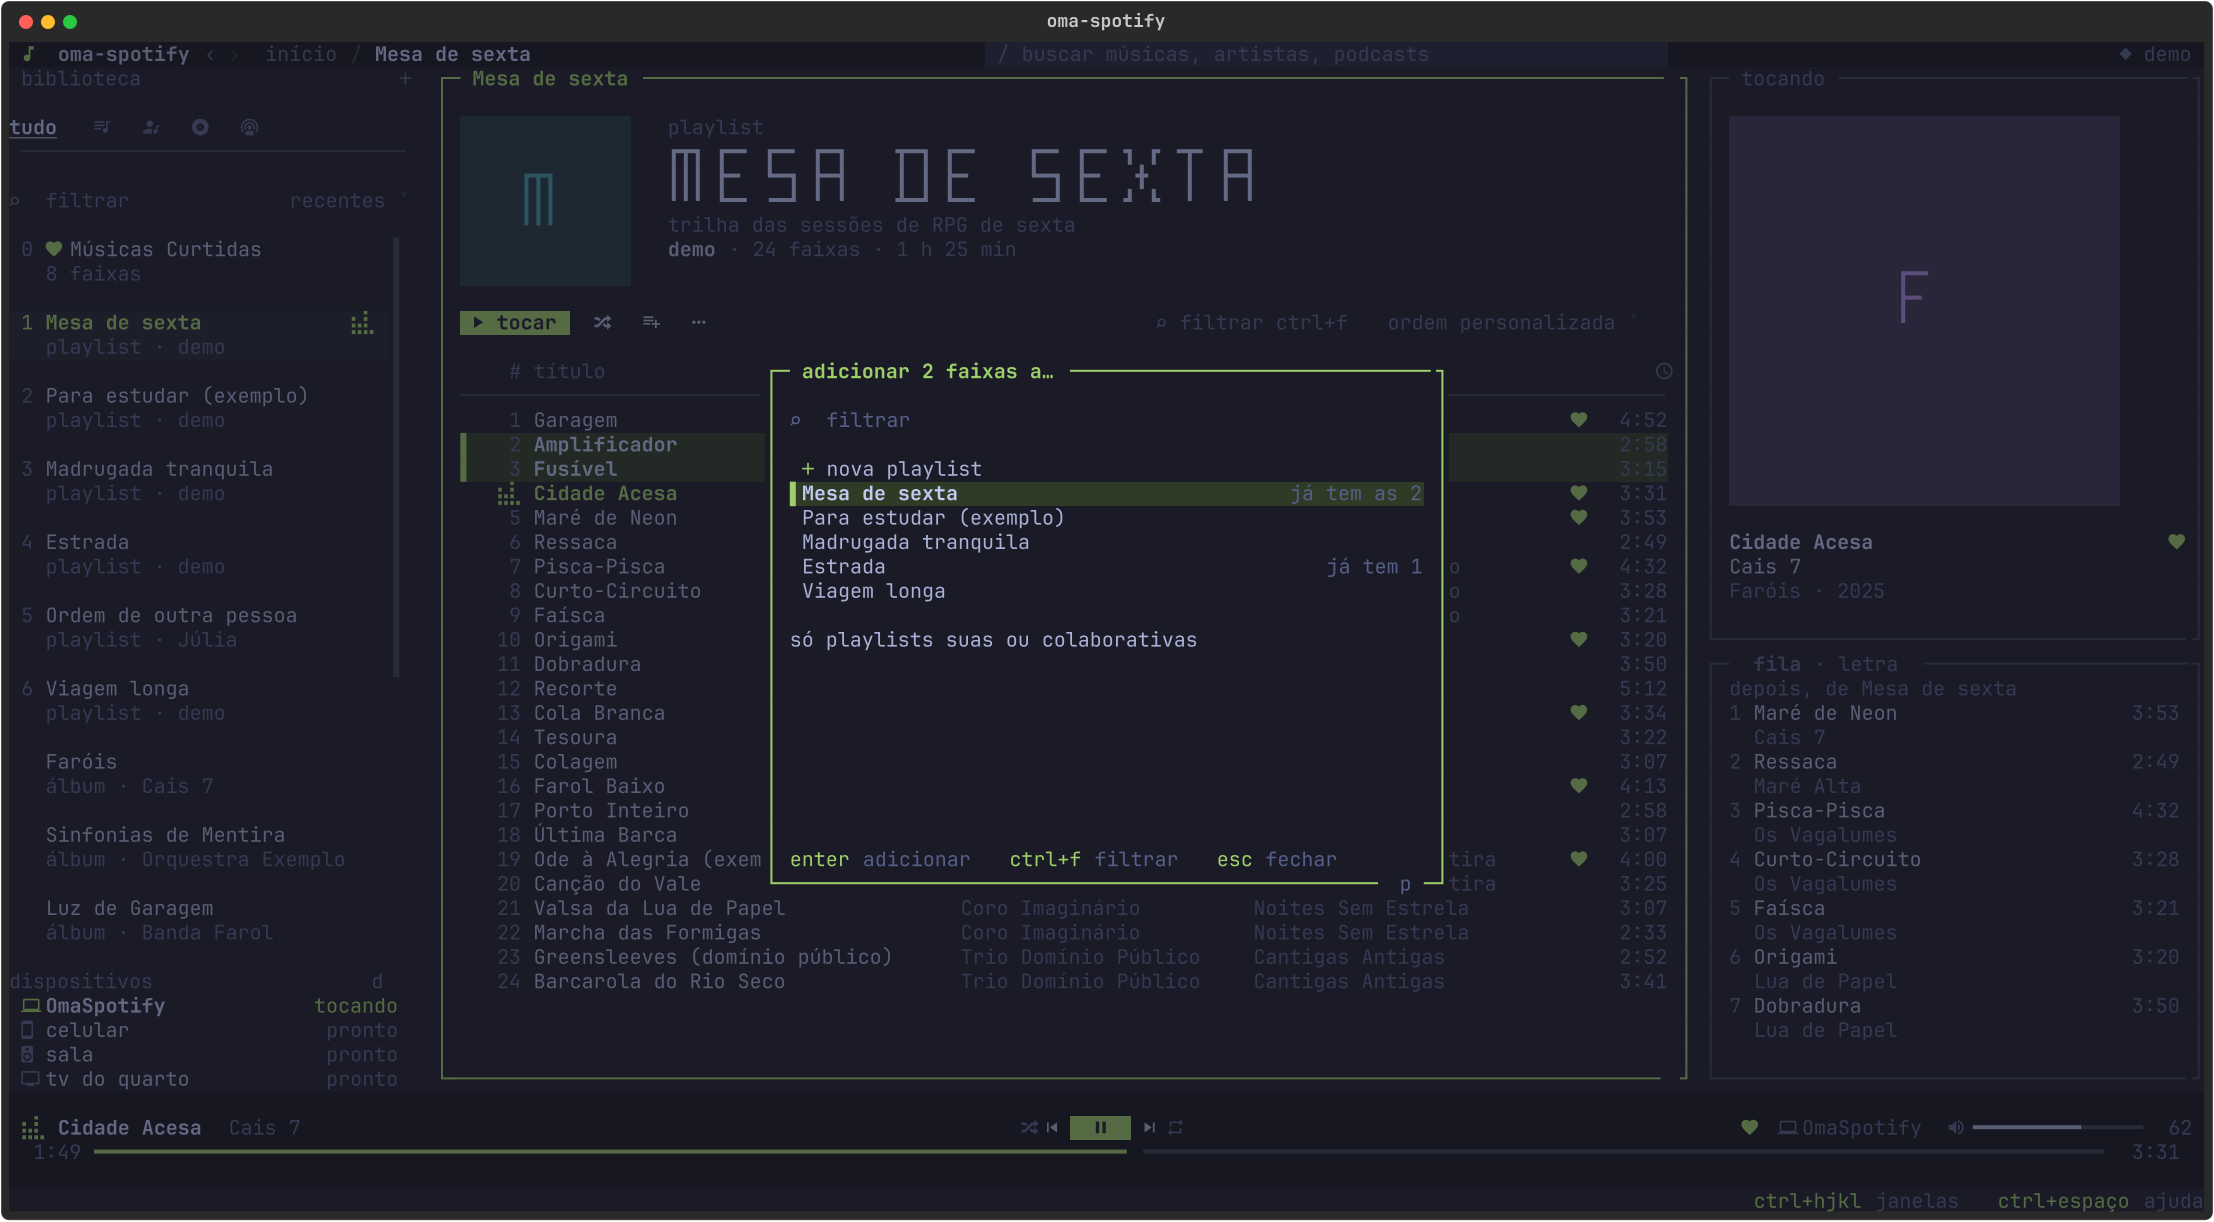 oma-spotify
oma-spotify ‹ › início / Mesa de sexta
/ buscar músicas, artistas, podcasts
demo
biblioteca +
tudo
filtrar recentes
0 Músicas Curtidas
8 faixas
1 Mesa de sexta
playlist · demo
2 Para estudar (exemplo)
playlist · demo
3 Madrugada tranquila
playlist · demo
4 Estrada
playlist · demo
5 Ordem de outra pessoa
playlist · Júlia
6 Viagem longa
playlist · demo
Faróis
álbum · Cais 7
Sinfonias de Mentira
álbum · Orquestra Exemplo
Luz de Garagem
álbum · Banda Farol
dispositivos d
OmaSpotify tocando
celular pronto
sala pronto
tv do quarto pronto
Mesa de sexta
M
playlist
MESA DE SEXTA
trilha das sessões de RPG de sexta
demo · 24 faixas · 1 h 25 min
tocar
filtrar ctrl+f ordem personalizada
# título
1 Garagem 4:52
2 Amplificador 2:58
3 Fusível 3:15
Cidade Acesa 3:31
5 Maré de Neon 3:53
6 Ressaca 2:49
7 Pisca-Pisca o 4:32
8 Curto-Circuito o 3:28
9 Faísca o 3:21
10 Origami 3:20
11 Dobradura 3:50
12 Recorte 5:12
13 Cola Branca 3:34
14 Tesoura 3:22
15 Colagem 3:07
16 Farol Baixo 4:13
17 Porto Inteiro 2:58
18 Última Barca 3:07
19 Ode à Alegria (exem tira 4:00
20 Canção do Vale tira 3:25
21 Valsa da Lua de Papel Coro Imaginário Noites Sem Estrela 3:07
22 Marcha das Formigas Coro Imaginário Noites Sem Estrela 2:33
23 Greensleeves (domínio público) Trio Domínio Público Cantigas Antigas 2:52
24 Barcarola do Rio Seco Trio Domínio Público Cantigas Antigas 3:41
adicionar 2 faixas a…
filtrar
+ nova playlist
Mesa de sexta já tem as 2
Para estudar (exemplo)
Madrugada tranquila
Estrada já tem 1
Viagem longa
só playlists suas ou colaborativas
enter adicionar ctrl+f filtrar esc fechar
p
tocando
F
Cidade Acesa
Cais 7
Faróis · 2025
fila · letra
depois, de Mesa de sexta
1 Maré de Neon 3:53
Cais 7
2 Ressaca 2:49
Maré Alta
3 Pisca-Pisca 4:32
Os Vagalumes
4 Curto-Circuito 3:28
Os Vagalumes
5 Faísca 3:21
Os Vagalumes
6 Origami 3:20
Lua de Papel
7 Dobradura 3:50
Lua de Papel
Cidade Acesa Cais 7
OmaSpotify 62
1:49 3:31
ctrl+hjkl janelas ctrl+espaço ajuda